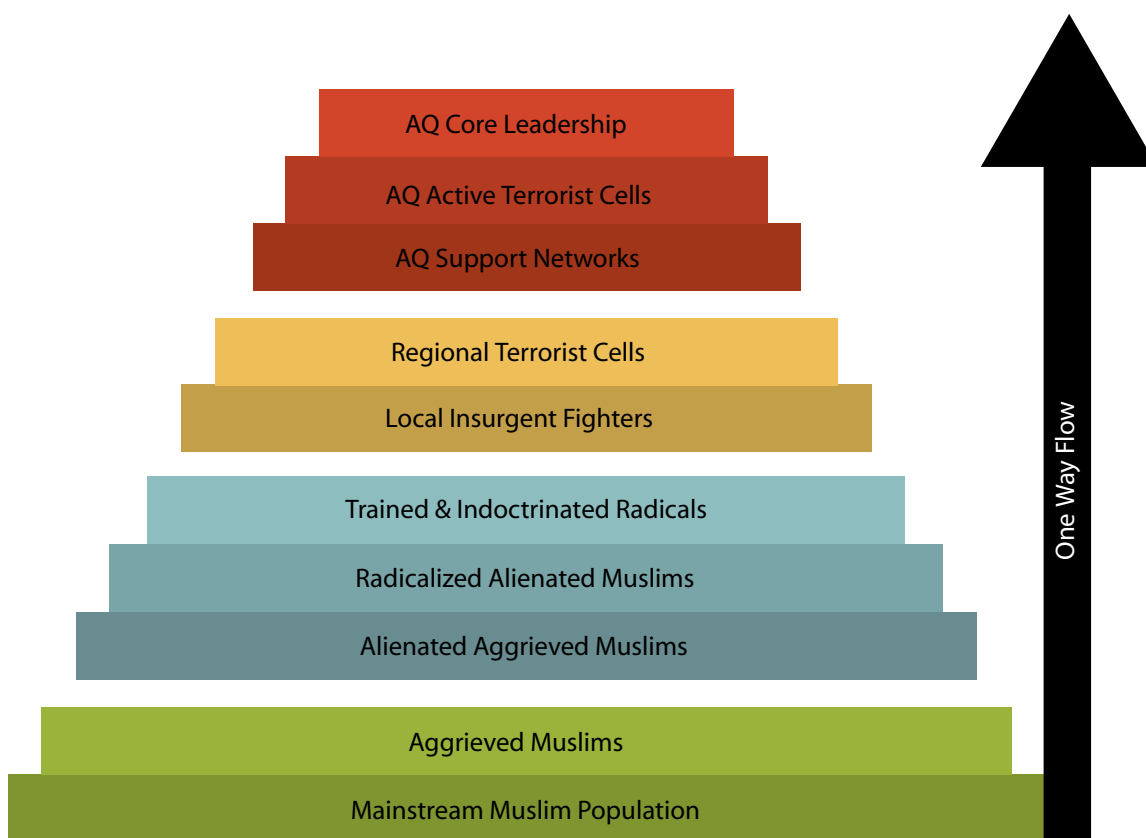 AQ Core Leadership
AQ Active Terrorist Cells
AQ Support Networks
Regional Terrorist Cells
Local Insurgent Fighters
Trained & Indoctrinated Radicals
Radicalized Alienated Muslims
Alienated Aggrieved Muslims
Aggrieved Muslims
Mainstream Muslim Population
One Way Flow